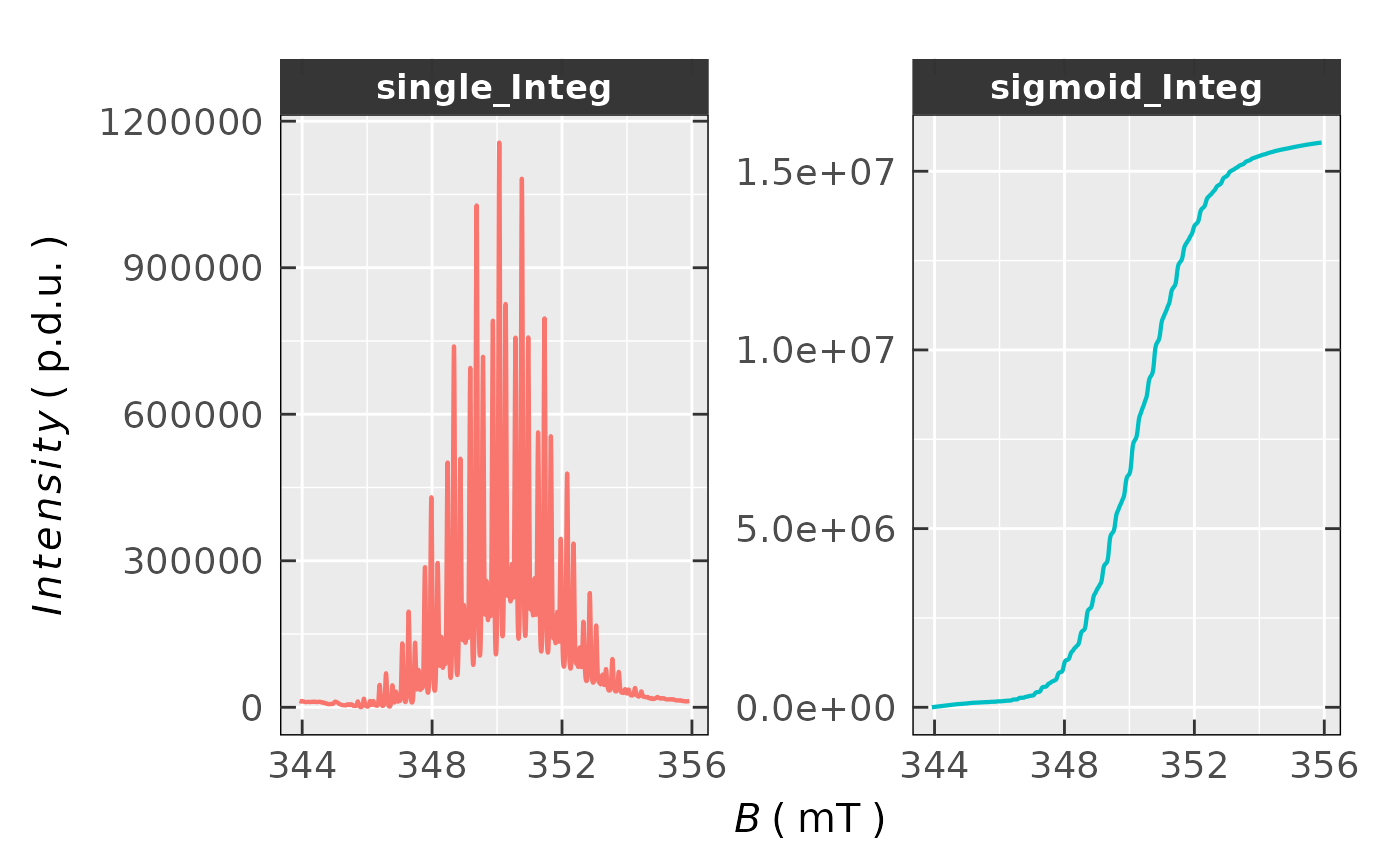 single_Integ
sigmoid_Integ
Intensity ( p.d.u. )
1200000
900000
600000
300000
0
1.5e+07
1.0e+07
5.0e+06
0.0e+00
344 348 352 356
344 348 352 356
B ( mT )